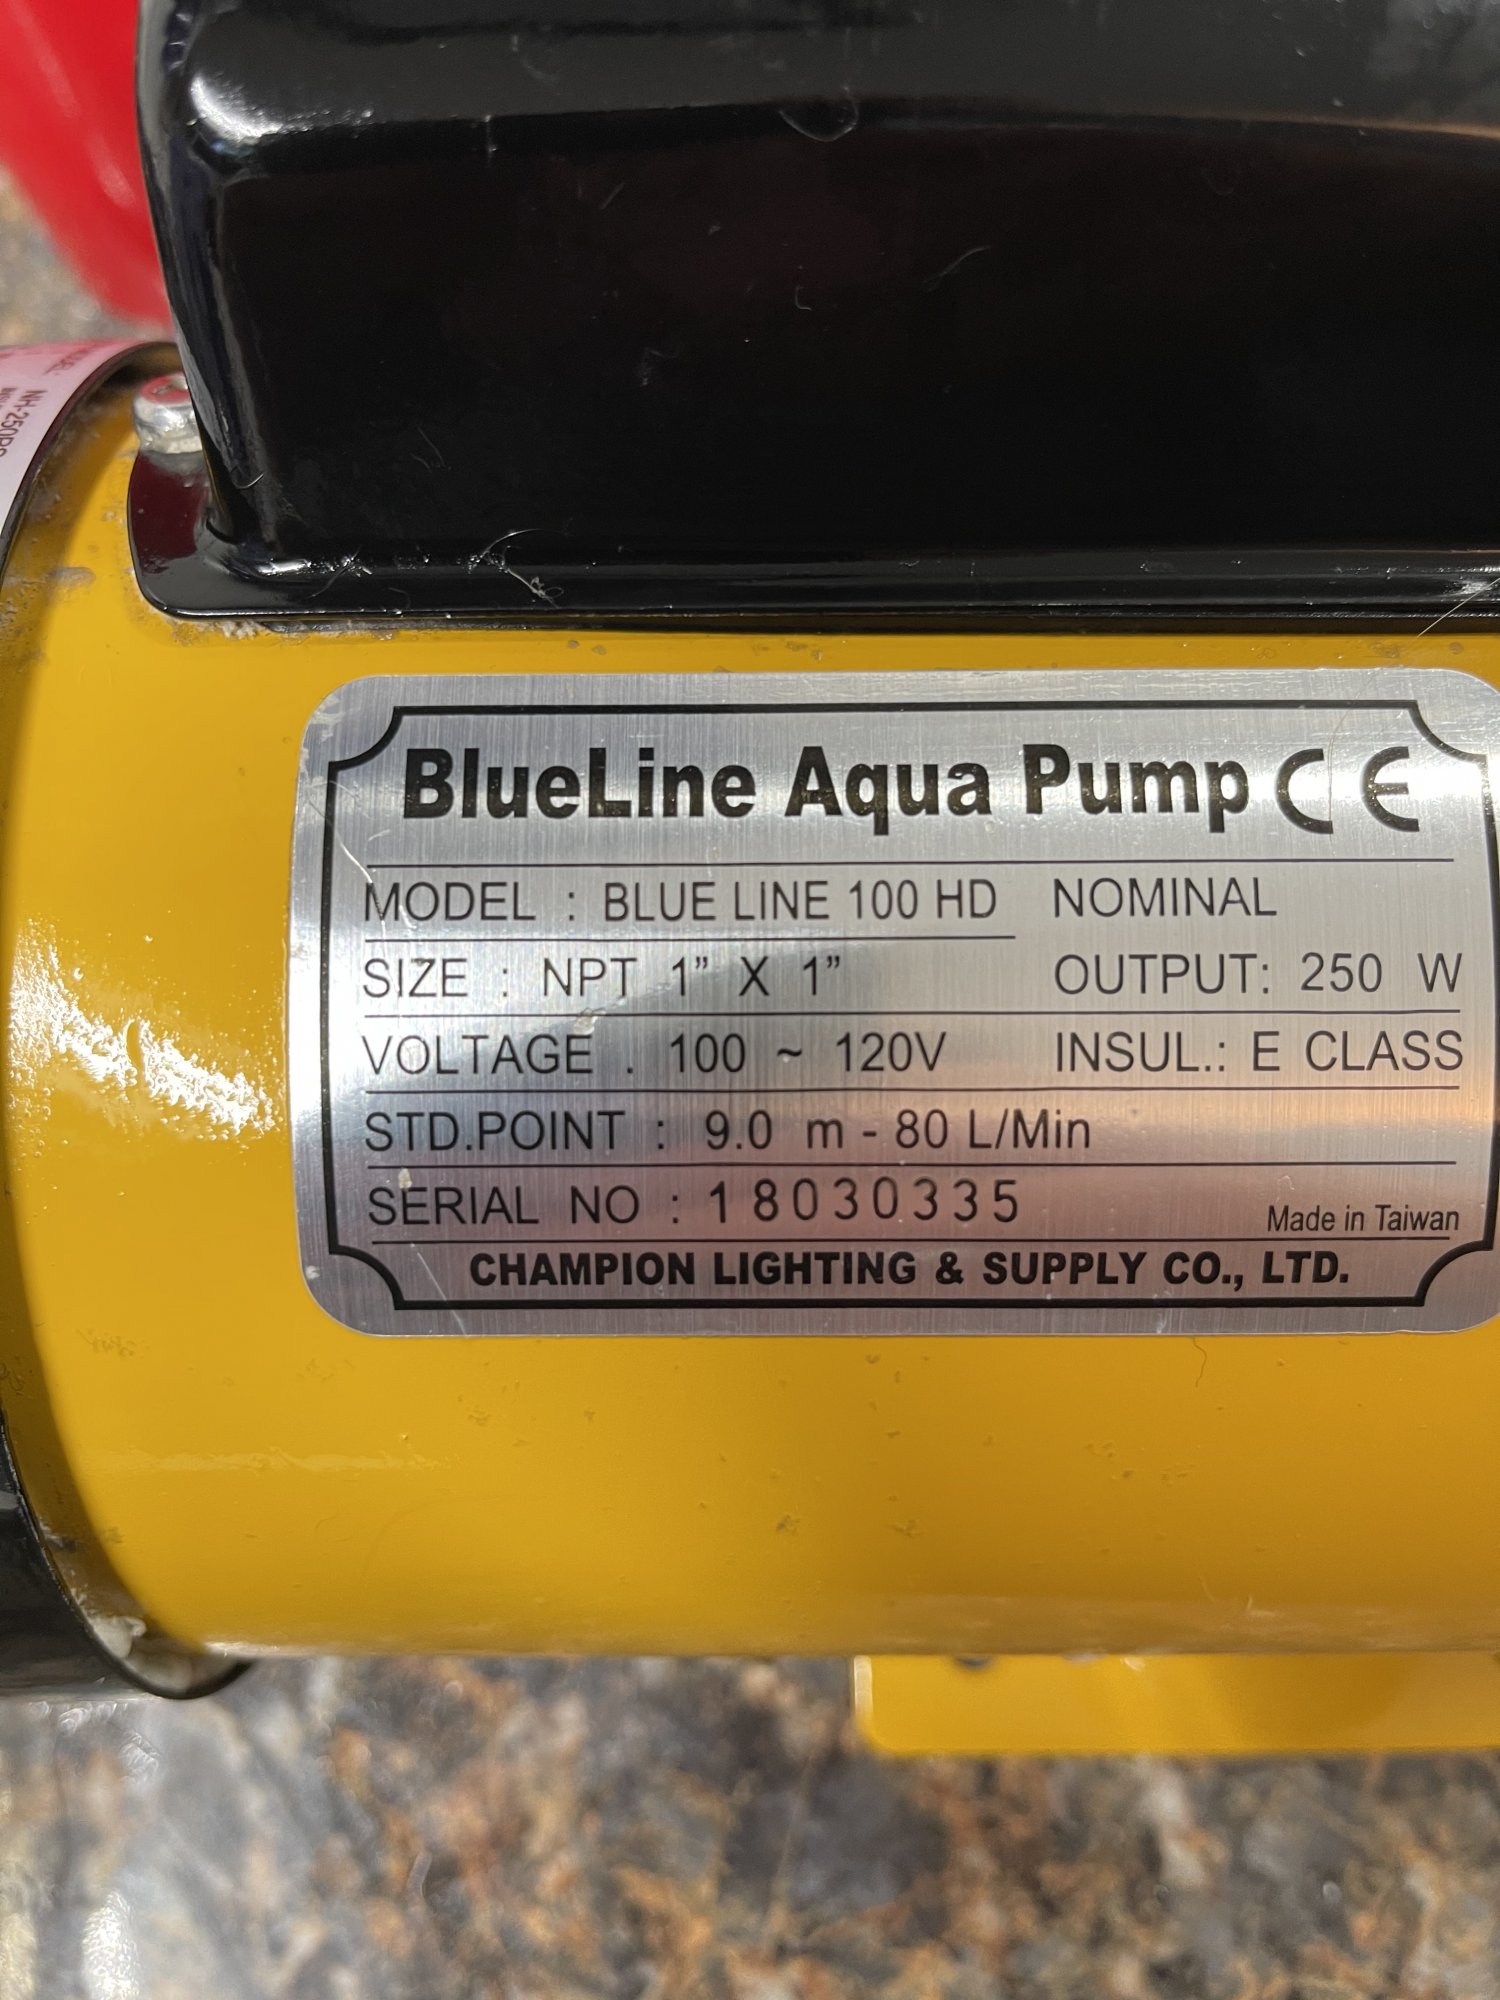 BlueLine Aqua Pump CE
MODEL : BLUE LINE 100 HD NOMINAL
SIZE : NPT 1" X 1" OUTPUT: 250 W
VOLTAGE . 100 ~ 120V INSUL.: E CLASS
STD.POINT : 9.0 m - 80 L/Min
SERIAL NO : 18030335 Made in Taiwan
CHAMPION LIGHTING & SUPPLY CO., LTD.